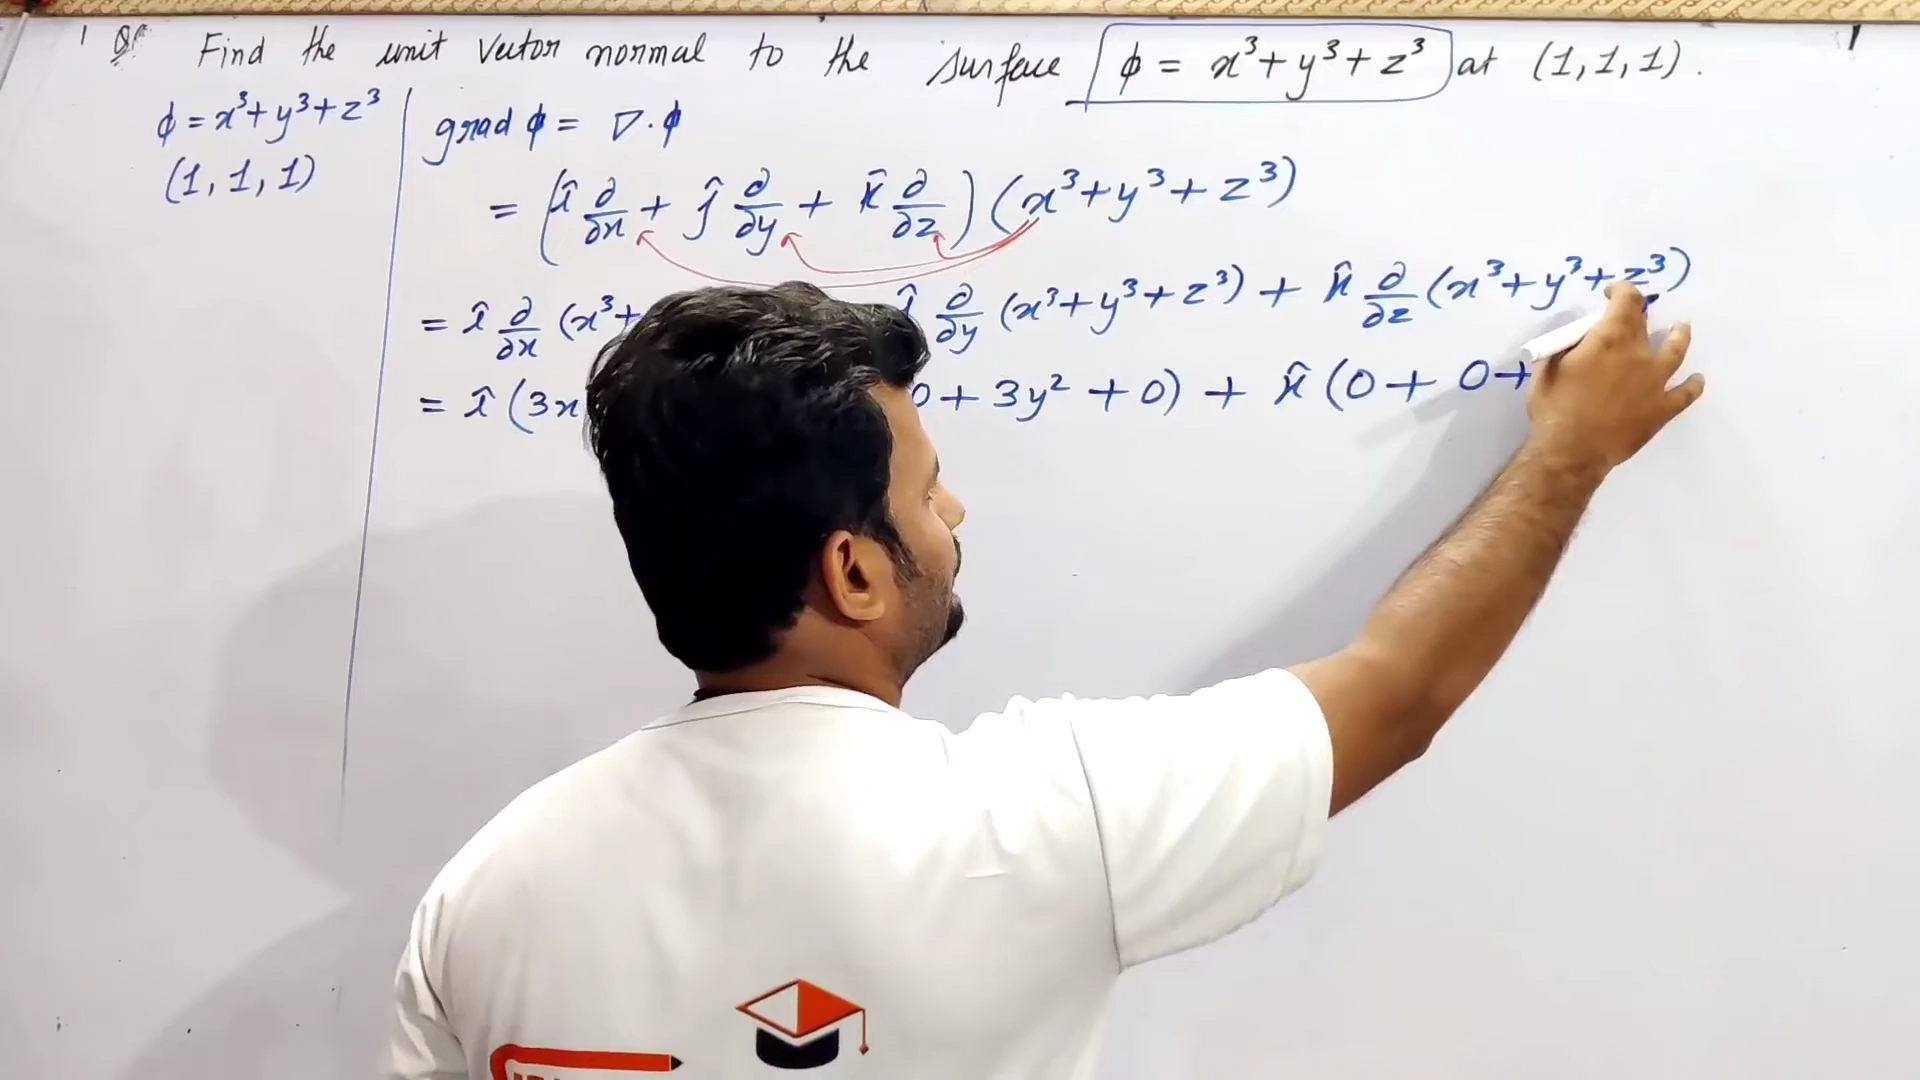 Q. Find the unit vector normal to the surface ϕ = x³+y³+z³ at (1,1,1).
ϕ = x³+y³+z³
(1,1,1)
grad ϕ = ∇.ϕ
= (î ∂/∂x + ĵ ∂/∂y + k̂ ∂/∂z) (x³+y³+z³)
= î ∂/∂x (x³+ ĵ ∂/∂y (x³+y³+z³) + k̂ ∂/∂z (x³+y³+z³)
= î (3x 0 + 3y² + 0) + k̂ (0 + 0 +